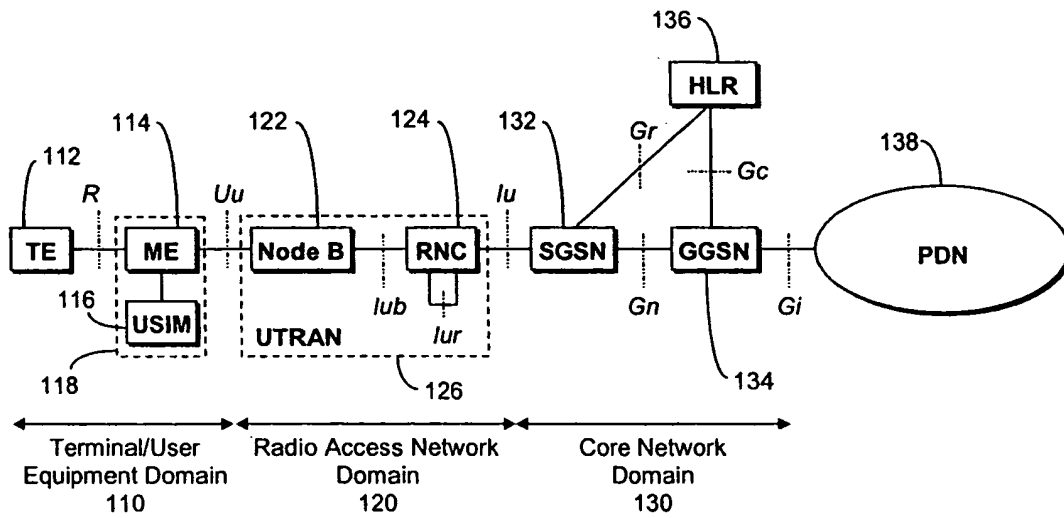 136
HLR
114
122
124
132
Gr
138
112
Gc
R
Uu
Iu
TE
ME
Node B
RNC
SGSN
GGSN
PDN
116
USIM
Iub
Iur
Gn
Gi
UTRAN
118
126
134
Terminal/User
Equipment Domain
110
Radio Access Network
Domain
120
Core Network
Domain
130